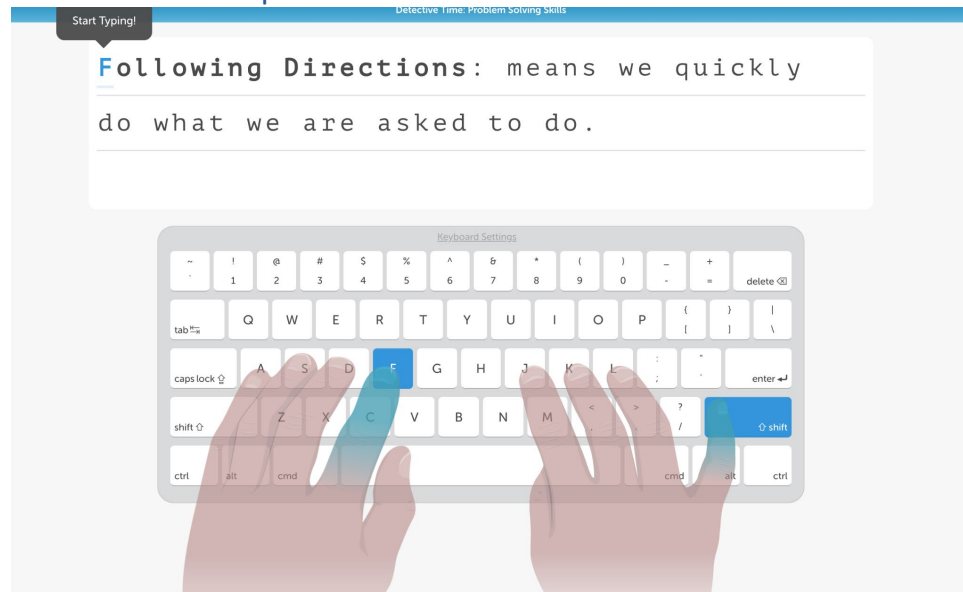 Detective Time: Problem Solving Skills
Start Typing!
Following Directions: means we quickly
do what we are asked to do.
Keyboard Settings
~ ! @ # $ % ^ & * ( ) _ +
` 1 2 3 4 5 6 7 8 9 0 - = delete
tab Q W E R T Y U I O P { [ } ] | \
caps lock A S D F G H J K L : ; " ' enter
shift Z X C V B N M < , > . ? / shift
ctrl alt cmd cmd alt ctrl